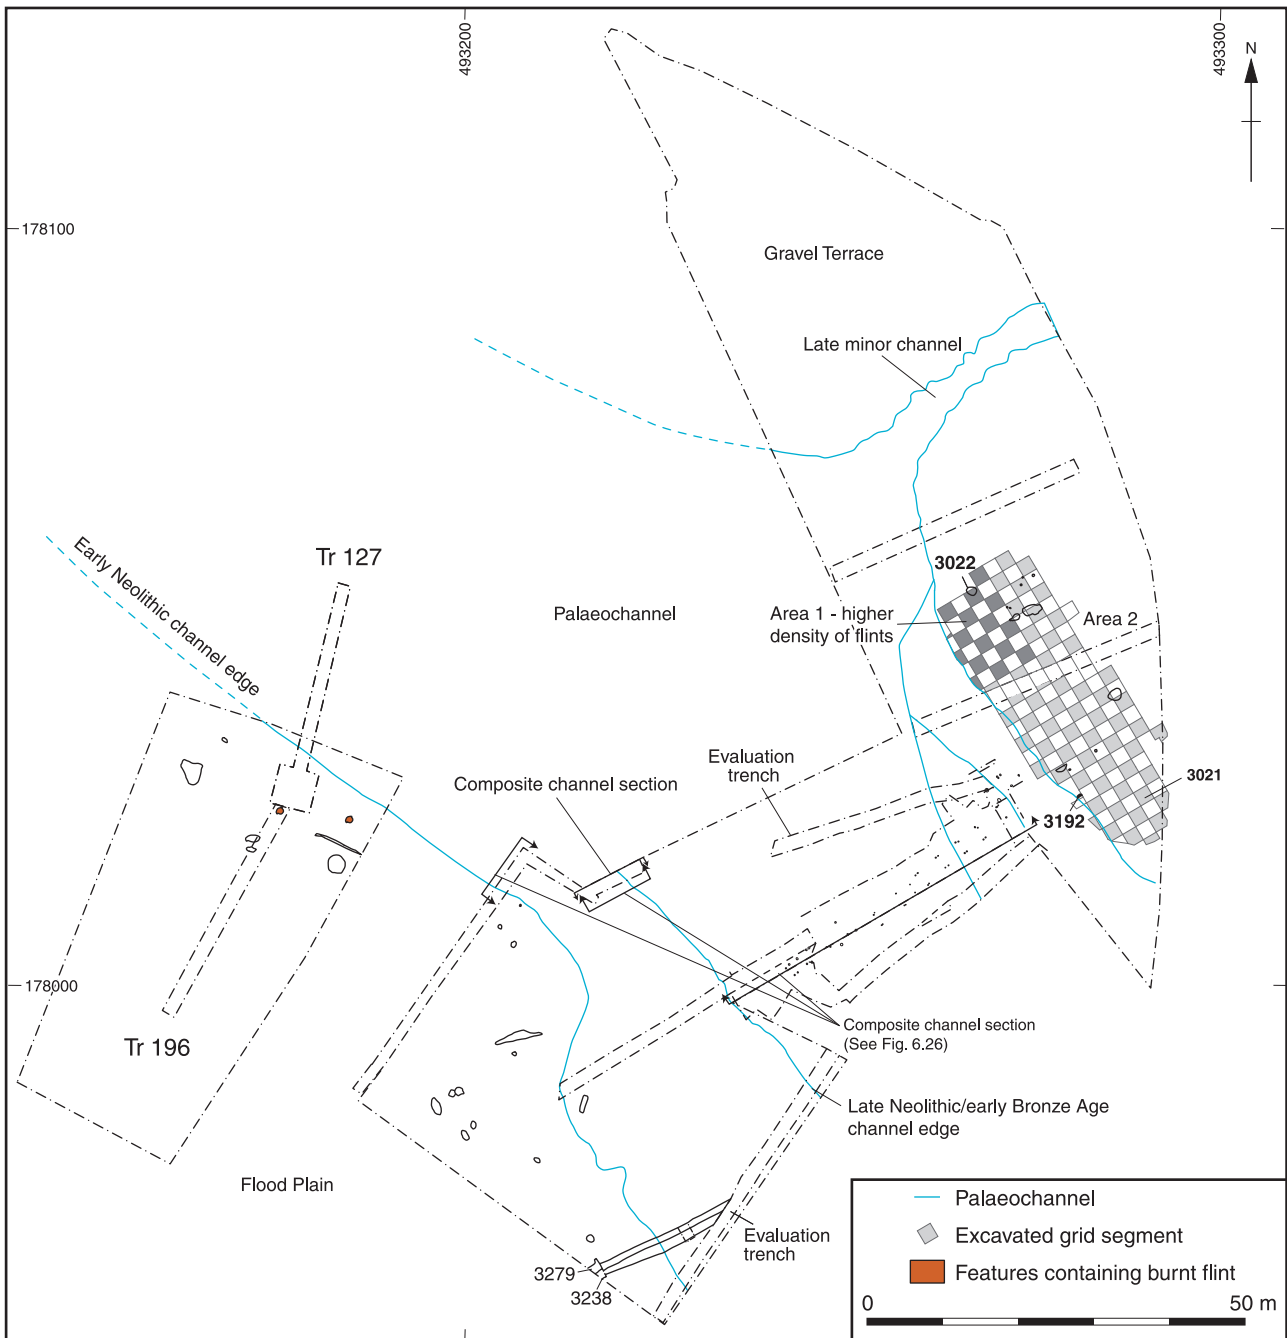 493200
493300
N
178100
Gravel Terrace
Late minor channel
Tr 127
3022
Early Neolithic channel edge
Palaeochannel
Area 1 - higher
density of flints
Area 2
Evaluation
trench
Composite channel section
3021
3192
178000
Tr 196
Composite channel section
(See Fig. 6.26)
Late Neolithic/early Bronze Age
channel edge
Flood Plain
Evaluation
trench
3279
3238
Palaeochannel
Excavated grid segment
Features containing burnt flint
0
50 m